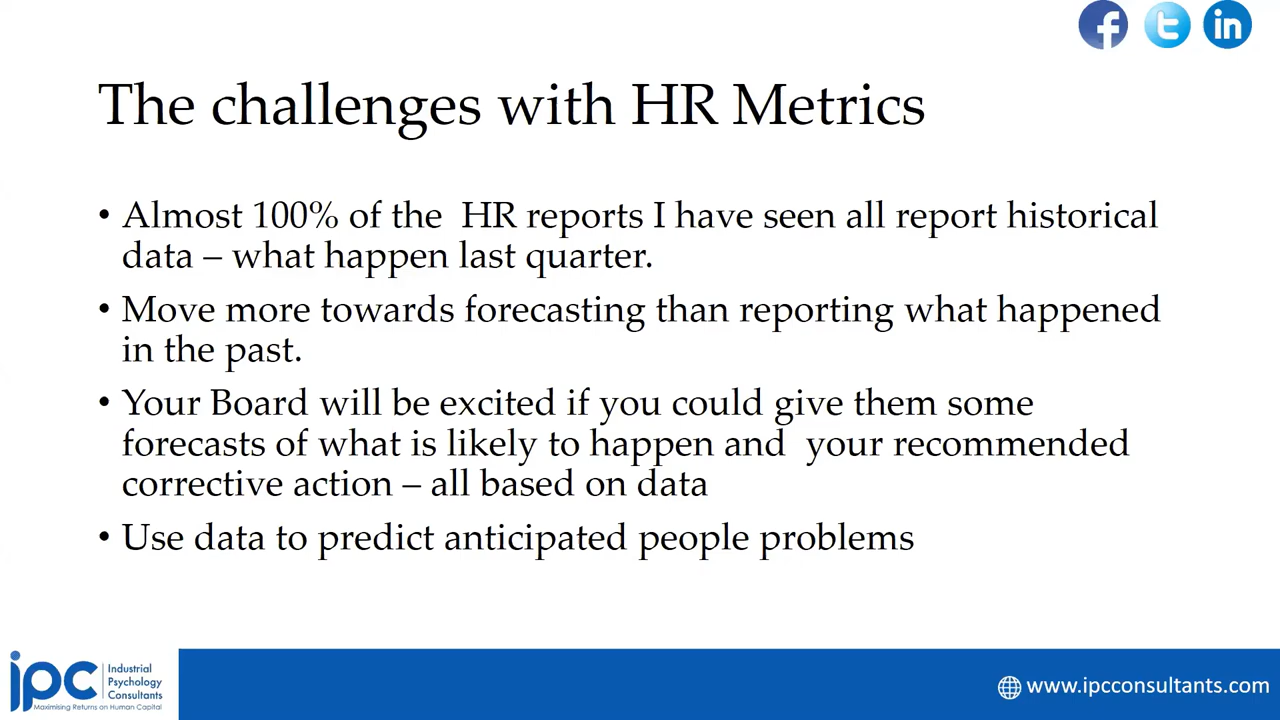 The challenges with HR Metrics
• Almost 100% of the HR reports I have seen all report historical
data – what happen last quarter.
• Move more towards forecasting than reporting what happened
in the past.
• Your Board will be excited if you could give them some
forecasts of what is likely to happen and your recommended
corrective action – all based on data
• Use data to predict anticipated people problems
ipc
Industrial
Psychology
Consultants
Maximising Returns on Human Capital
www.ipcconsultants.com